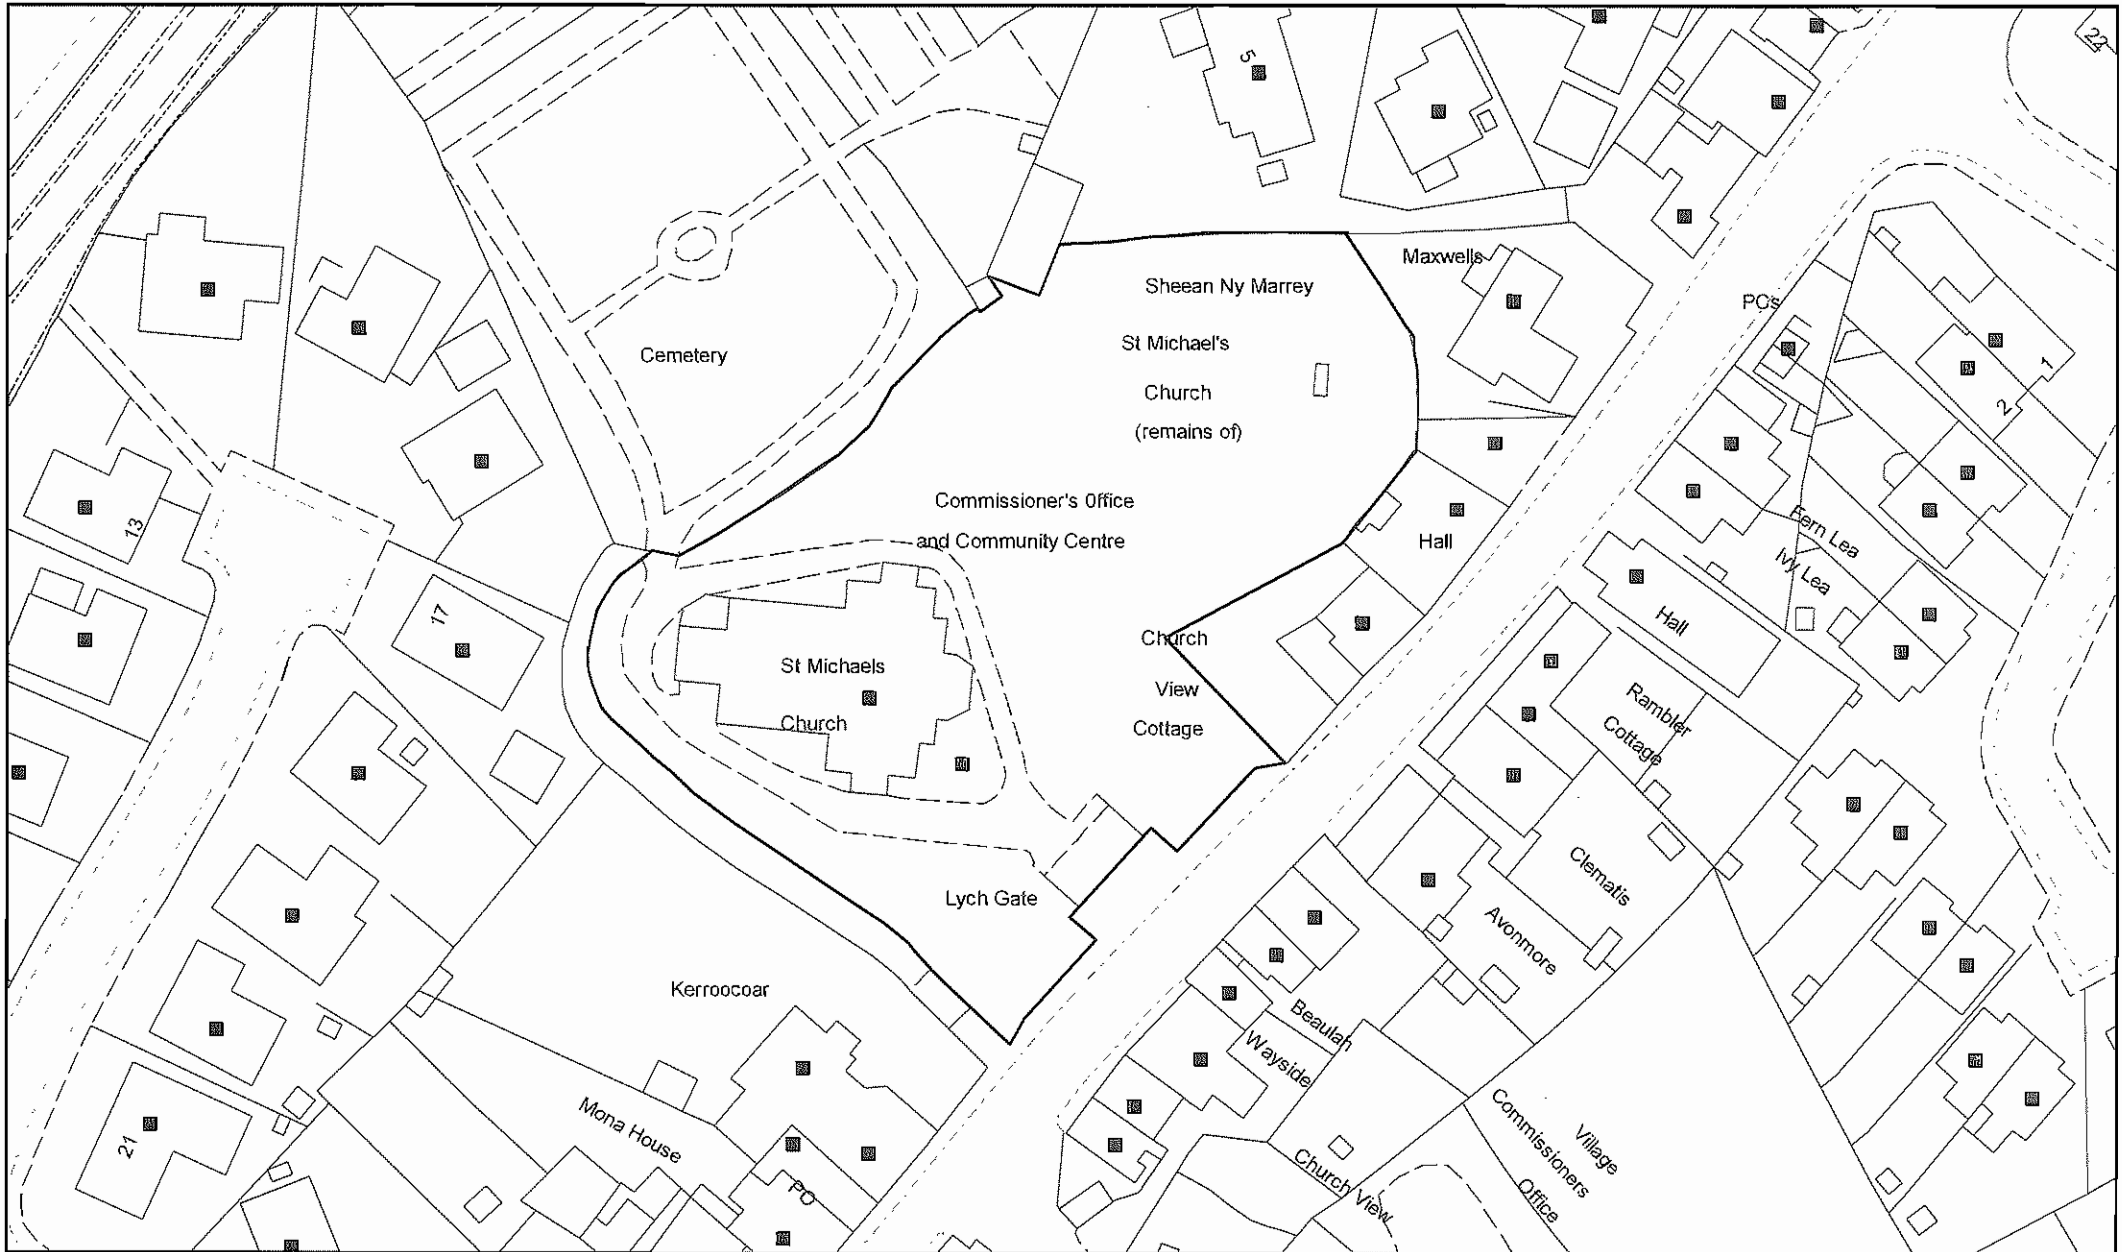 22
5
Maxwells
Sheean Ny Marrey
PCs
St Michael's
Cemetery
1
Church
2
(remains of)
Commissioner's Office
13
Fern Lea
and Community Centre
Hall
Ivy Lea
17
Hall
Church
St Michaels
View
Rambler
Church
Cottage
Cottage
Clematis
Lych Gate
Avonmore
Kerroocoar
Beaulah
Wayside
Mona House
21
Village
Commissioners
Office
Church View
PO